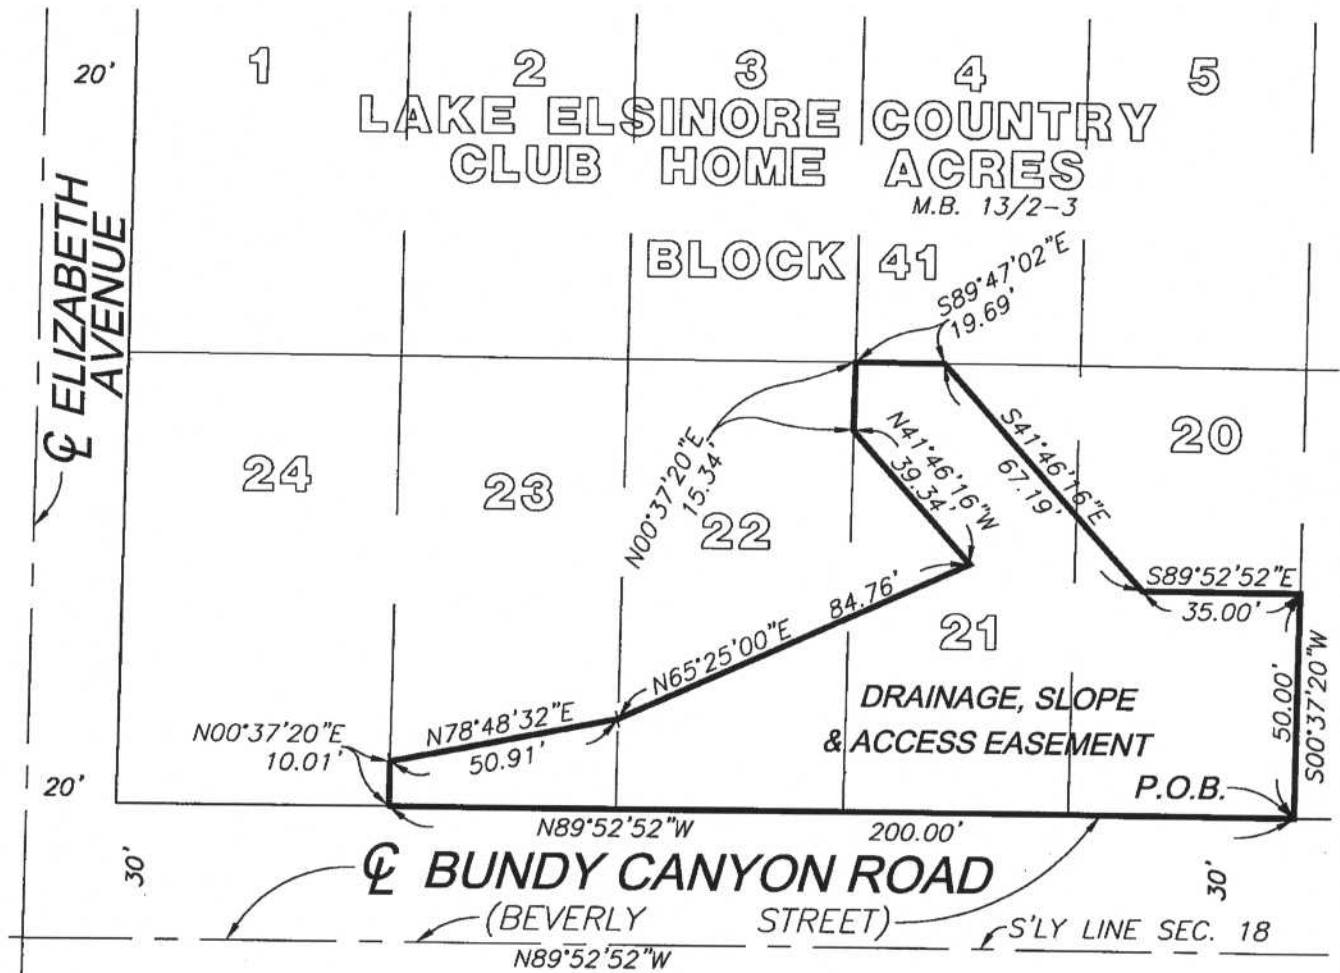 20'
1
2
3
4
5
LAKE ELSINORE COUNTRY
CLUB HOME ACRES
M.B. 13/2-3
BLOCK 41
℄ ELIZABETH
AVENUE
S89°47'02"E
19.69'
N00°37'20"E
15.34'
N41°46'16"W
39.34'
S41°46'16"E
67.19'
20
24
23
22
21
S89°52'52"E
35.00'
N65°25'00"E 84.76'
S00°37'20"W
50.00'
DRAINAGE, SLOPE
& ACCESS EASEMENT
N00°37'20"E
10.01'
N78°48'32"E
50.91'
20'
P.O.B.
N89°52'52"W 200.00'
30'
℄ BUNDY CANYON ROAD
30'
(BEVERLY STREET)
S'LY LINE SEC. 18
N89°52'52"W